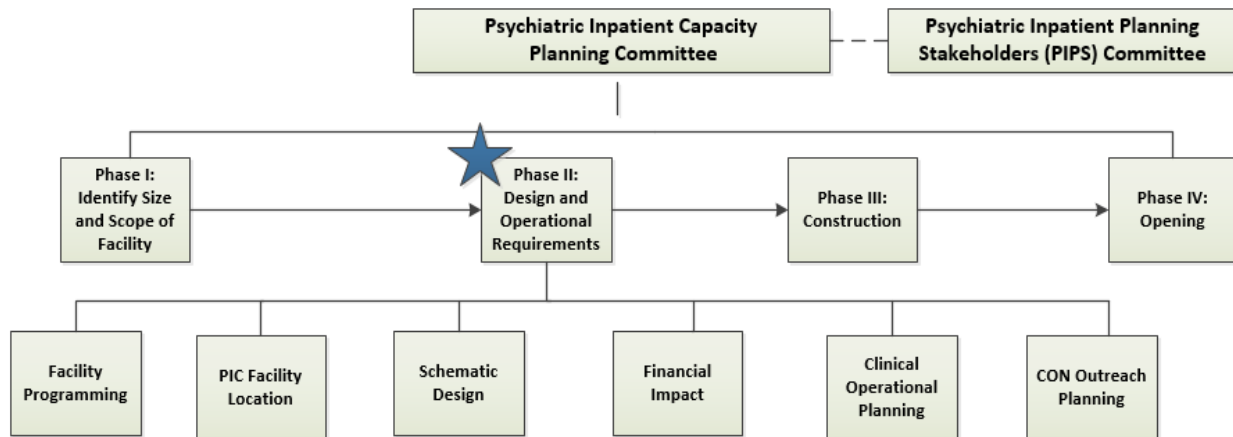 Psychiatric Inpatient Capacity
Planning Committee
Psychiatric Inpatient Planning
Stakeholders (PIPS) Committee
Phase I:
Identify Size
and Scope of
Facility
Phase II:
Design and
Operational
Requirements
Phase III:
Construction
Phase IV:
Opening
Facility
Programming
PIC Facility
Location
Schematic
Design
Financial
Impact
Clinical
Operational
Planning
CON Outreach
Planning